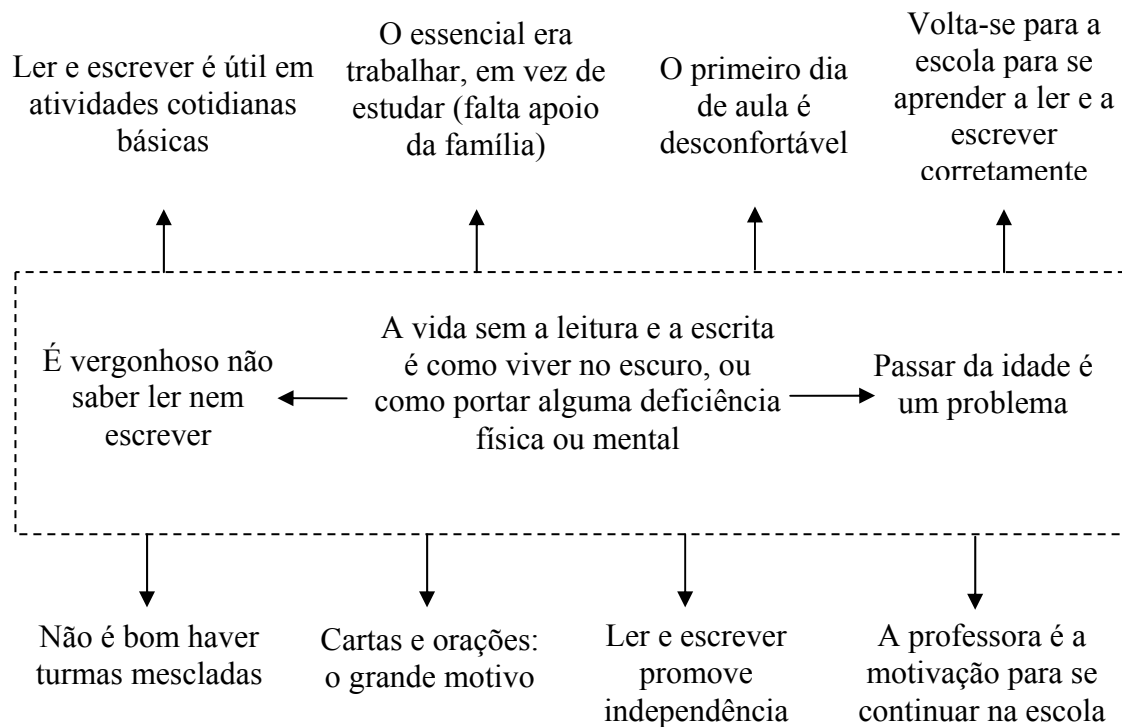 Ler e escrever é útil em
atividades cotidianas
básicas
O essencial era
trabalhar, em vez de
estudar (falta apoio
da família)
O primeiro dia
de aula é
desconfortável
Volta-se para a
escola para se
aprender a ler e a
escrever
corretamente
É vergonhoso não
saber ler nem
escrever
A vida sem a leitura e a escrita
é como viver no escuro, ou
como portar alguma deficiência
física ou mental
Passar da idade é
um problema
Não é bom haver
turmas mescladas
Cartas e orações:
o grande motivo
Ler e escrever
promove
independência
A professora é a
motivação para se
continuar na escola